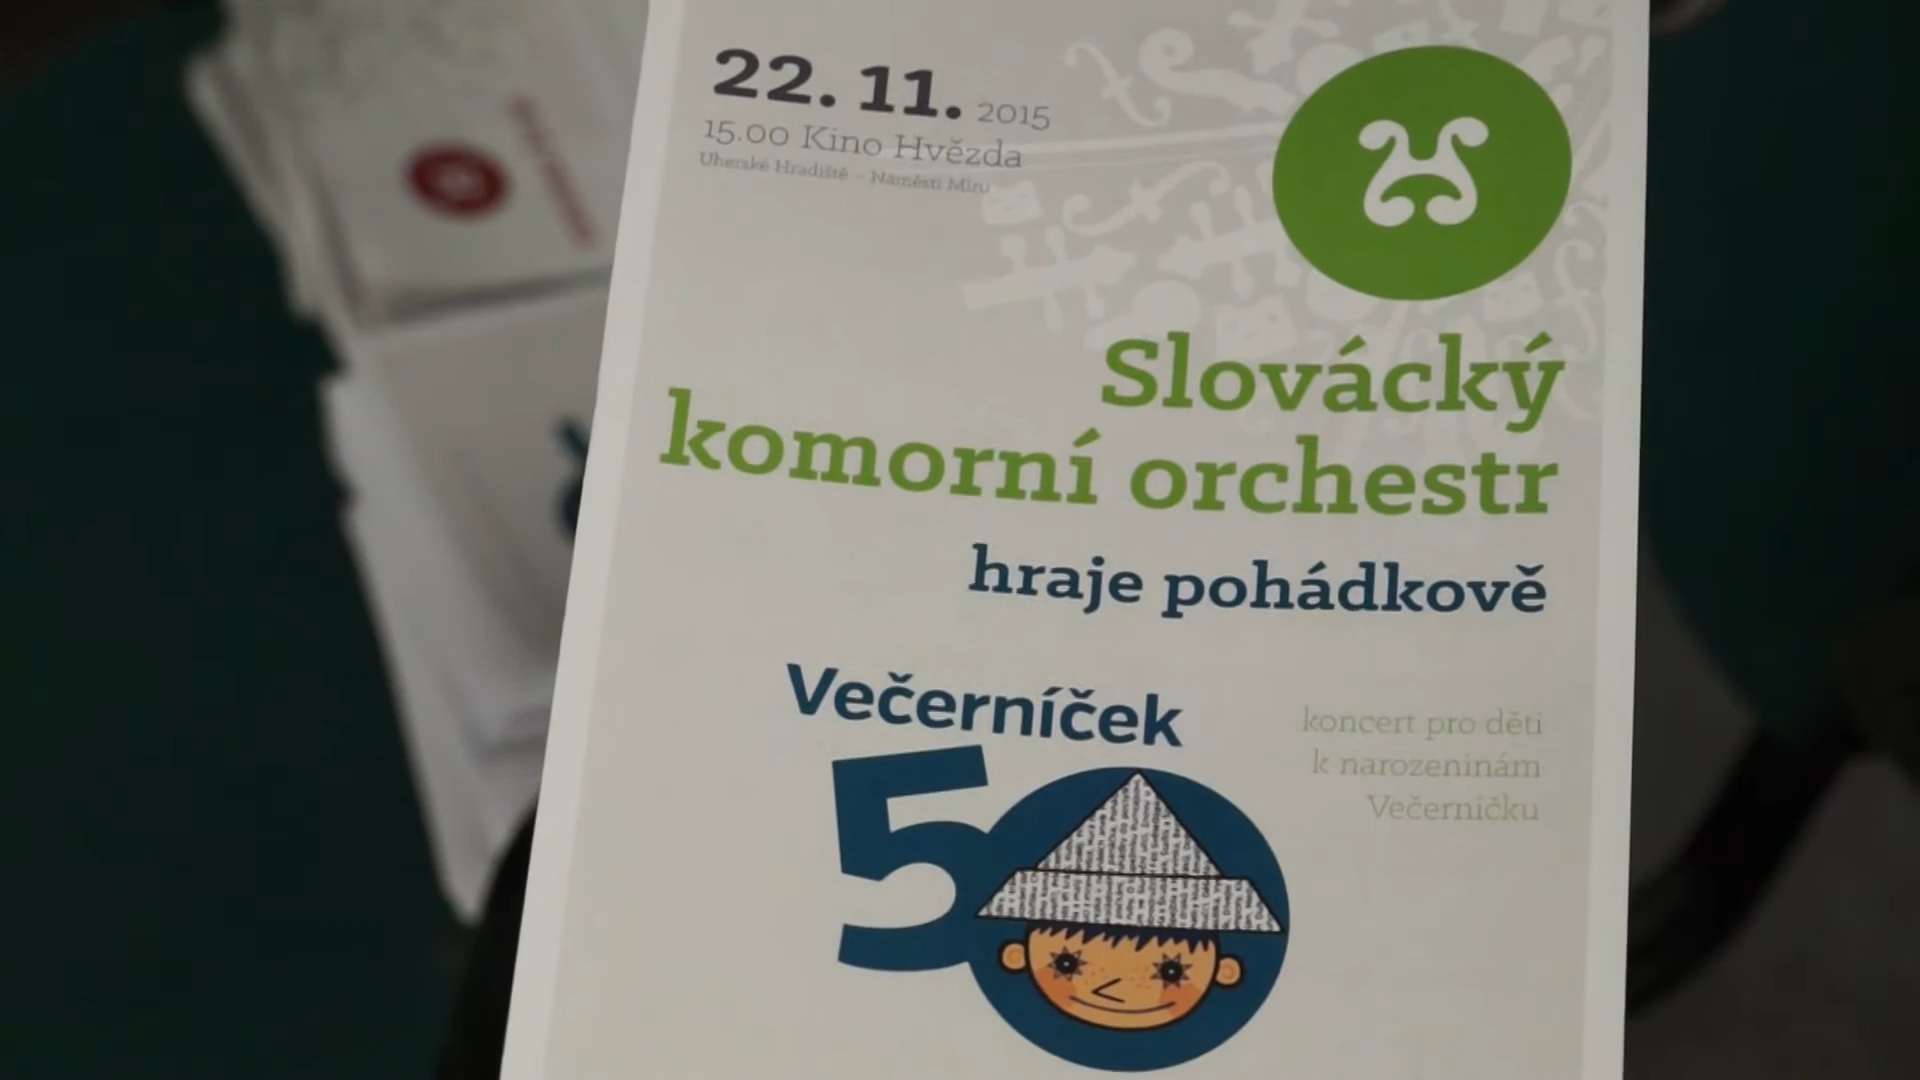 22. 11. 2015
15.00 Kino Hvězda
Uherské Hradiště – Náměstí Míru
Slovácký
komorní orchestr
hraje pohádkově
Večerníček
50
koncert pro děti
k narozeninám
Večerníčku